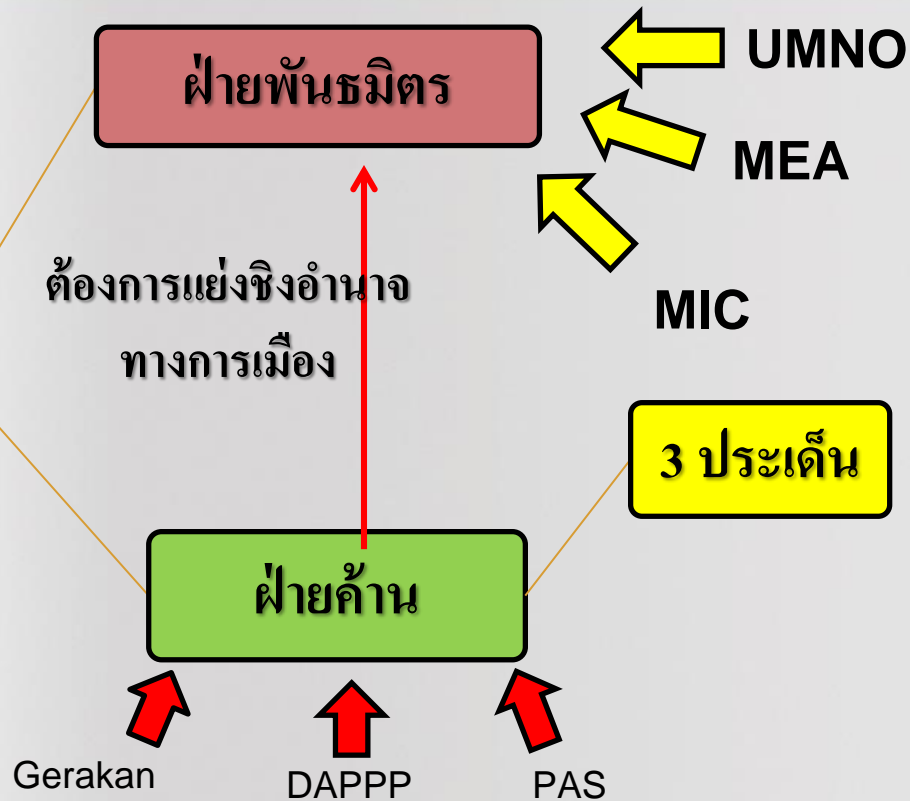 ฝ่ายพันธมิตร
UMNO
MEA
MIC
ต้องการแย่งชิงอำนาจ
ทางการเมือง
3 ประเด็น
ฝ่ายค้าน
Gerakan
DAPPP
PAS